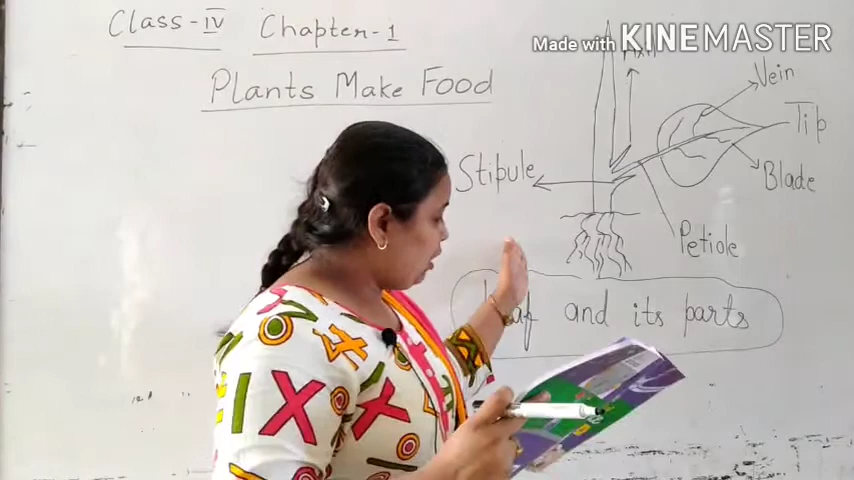 Class-IV Chapter-1
Made with KINEMASTER
Plants Make Food
Vein
Tip
Stipule
Blade
Petiole
and its parts